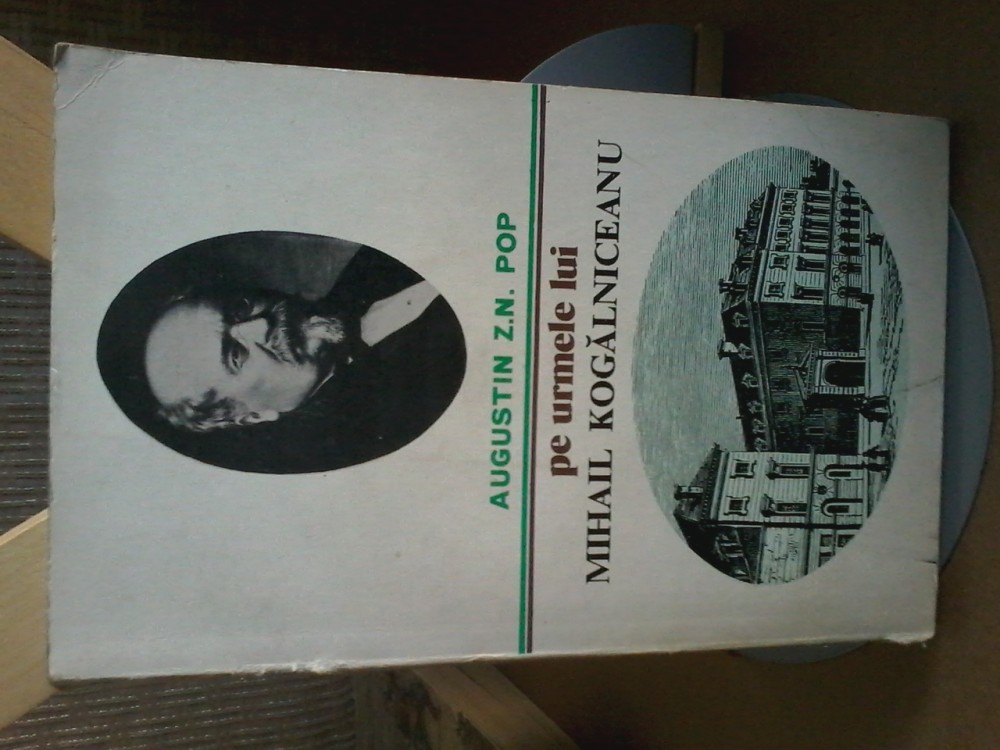 AUGUSTIN Z.N. POP
pe urmele lui
MIHAIL KOGĂLNICEANU